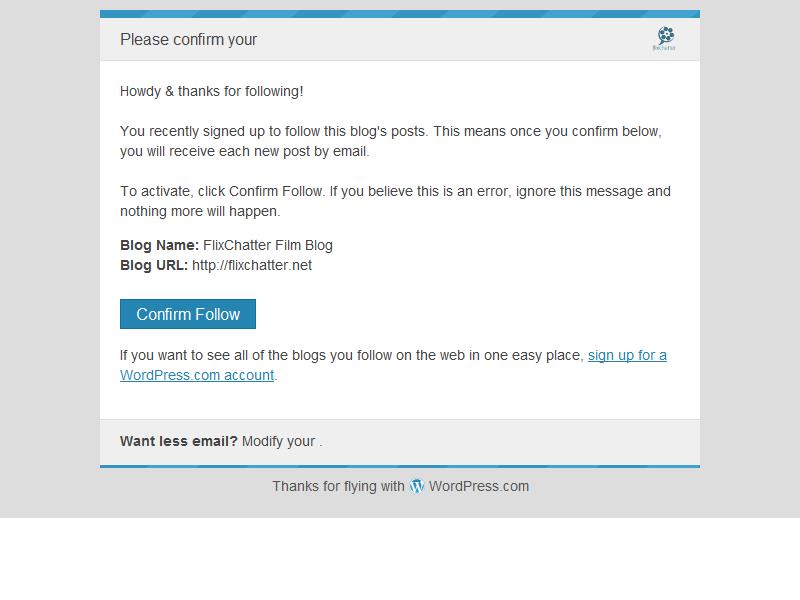 Please confirm your
flixchatter
Howdy & thanks for following!
You recently signed up to follow this blog's posts. This means once you confirm below,
you will receive each new post by email.
To activate, click Confirm Follow. If you believe this is an error, ignore this message and
nothing more will happen.
Blog Name: FlixChatter Film Blog
Blog URL: http://flixchatter.net
Confirm Follow
If you want to see all of the blogs you follow on the web in one easy place, sign up for a
WordPress.com account.
Want less email? Modify your .
Thanks for flying with WordPress.com